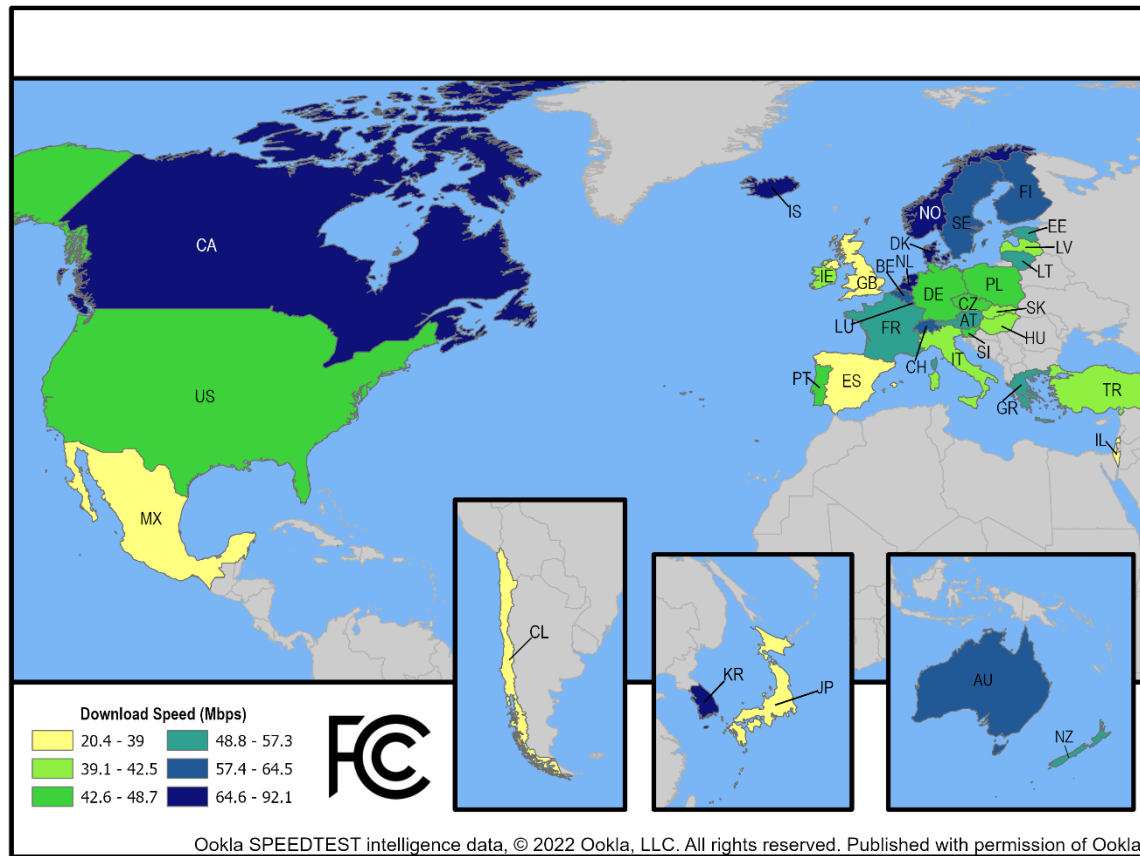 IS
NO
SE
FI
CA
EE
DK
LV
NL
BE
LT
IE
GB
DE
PL
CZ
SK
AT
LU
FR
HU
SI
CH
IT
PT
ES
TR
US
GR
IL
MX
CL
KR
JP
AU
NZ
Download Speed (Mbps)
20.4 - 39
48.8 - 57.3
39.1 - 42.5
57.4 - 64.5
42.6 - 48.7
64.6 - 92.1
FCC
Ookla SPEEDTEST intelligence data, © 2022 Ookla, LLC. All rights reserved. Published with permission of Ookla